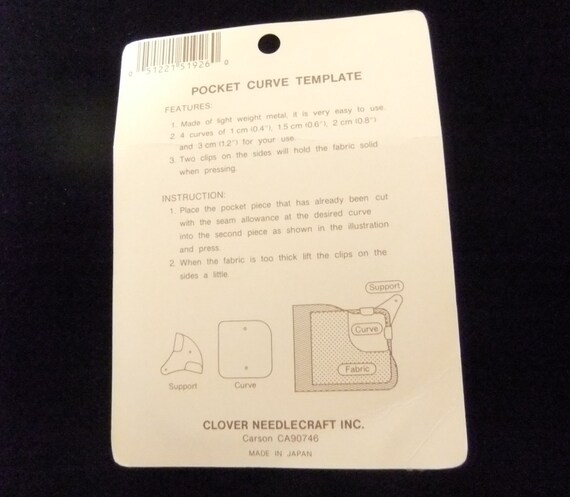 0 51221 51926 0
POCKET CURVE TEMPLATE
FEATURES:
1. Made of light weight metal, it is very easy to use.
2. 4 curves of 1 cm (0.4"), 1.5 cm (0.6"), 2 cm (0.8")
and 3 cm (1.2") for your use.
3. Two clips on the sides will hold the fabric solid
when pressing.
INSTRUCTION:
1. Place the pocket piece that has already been cut
with the seam allowance at the desired curve
into the second piece as shown in the illustration
and press.
2. When the fabric is too thick lift the clips on the
sides a little.
Support
Curve
Fabric
Support
Curve
CLOVER NEEDLECRAFT INC.
Carson CA90746
MADE IN JAPAN